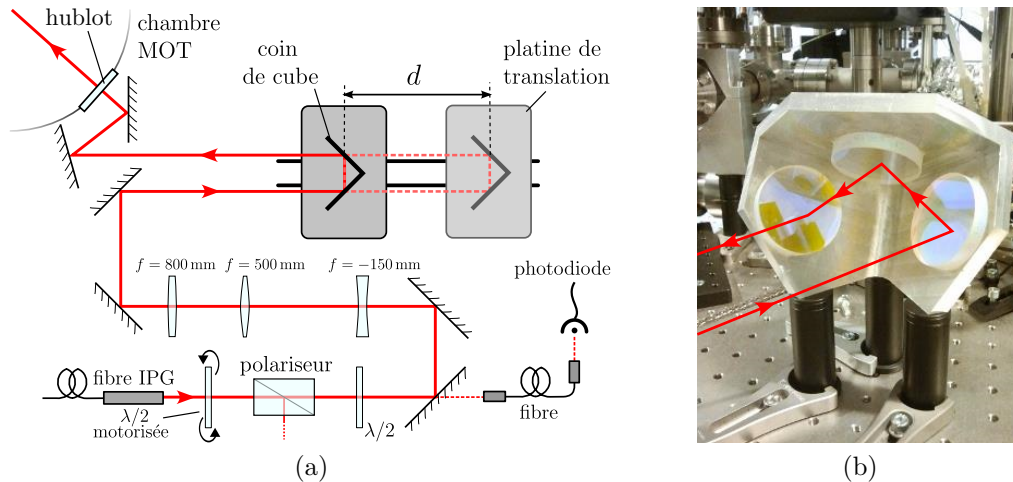 hublot
chambre
MOT
coin
de cube
d
platine de
translation
f = 800 mm
f = 500 mm
f = −150 mm
photodiode
fibre IPG
polariseur
λ/2
motorisée
λ/2
fibre
(a)
(b)